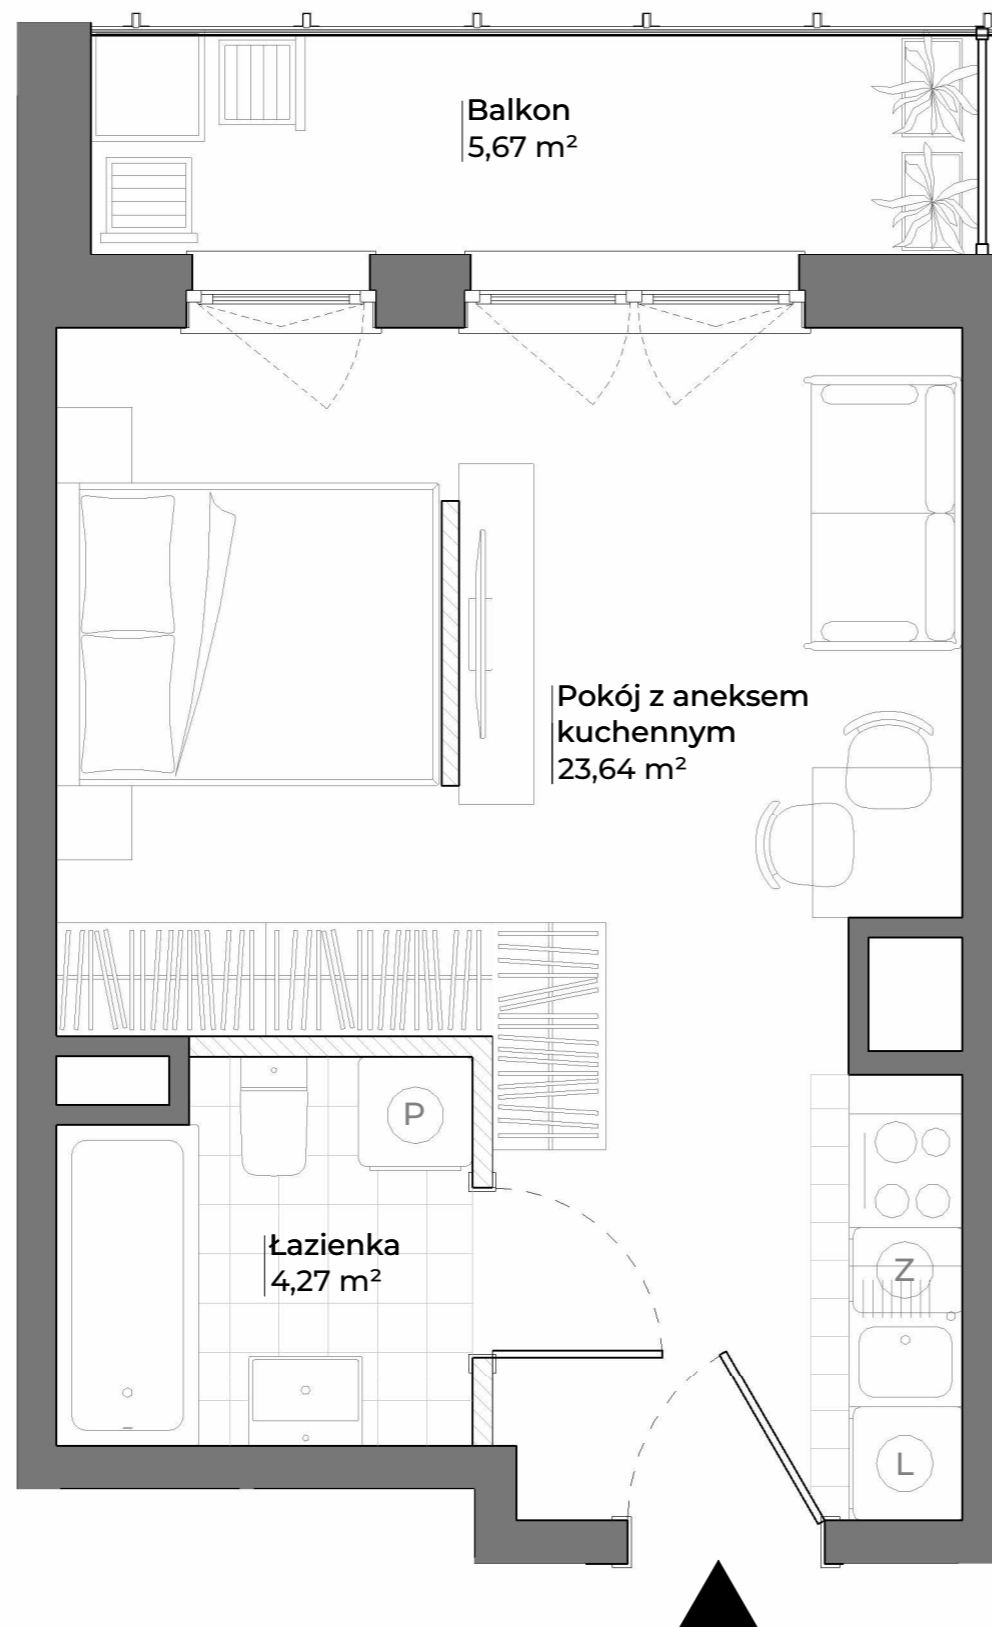 Balkon
5,67 m²
Pokój z aneksem
kuchennym
23,64 m²
P
Łazienka
4,27 m²
Z
L